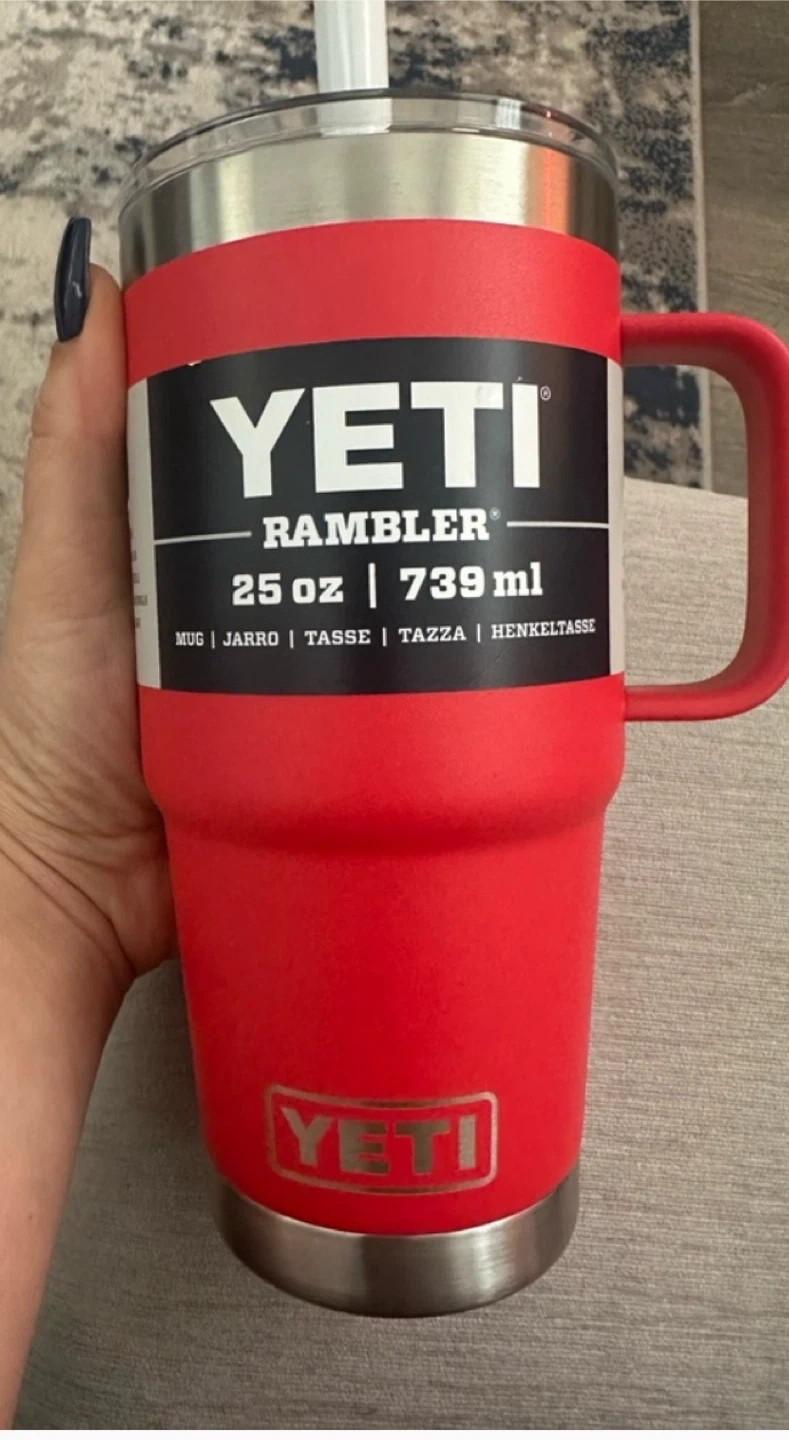 YETI®
RAMBLER®
25 oz | 739 ml
MUG | JARRO | TASSE | TAZZA | HENKELTASSE
YETI